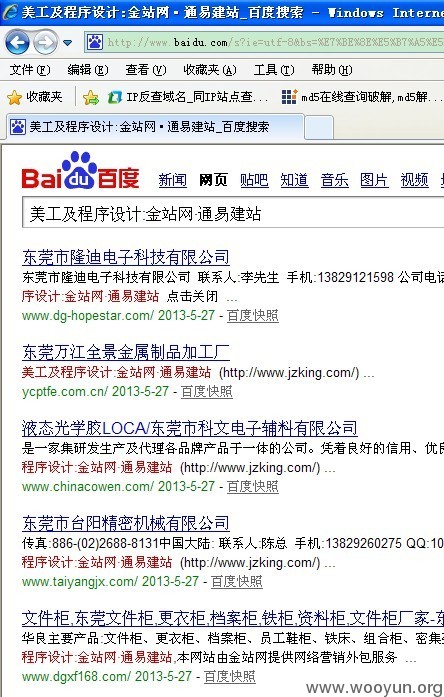 美工及程序设计:金站网·通易建站_百度搜索 - Windows Intern
http://www.baidu.com/s?ie=utf-8&bs=%E7%BE%8E%E5%B7%A5%E5
文件(F) 编辑(E) 查看(V) 收藏夹(A) 工具(T) 帮助(H)
收藏夹 IP反查域名_同IP站点查... md5在线查询破解,md5解...
美工及程序设计:金站网·通易建站_百度搜索
Bai du 百度 新闻 网页 贴吧 知道 音乐 图片 视频
美工及程序设计:金站网·通易建站
东莞市隆迪电子科技有限公司
东莞市隆迪电子科技有限公司 联系人:李先生 手机:13829121598 公司电话
序设计:金站网·通易建站 点击关闭 ...
www.dg-hopestar.com/ 2013-5-27 - 百度快照
东莞万江全景金属制品加工厂
美工及程序设计:金站网·通易建站 (http://www.jzking.com/) ...
ycptfe.com.cn/ 2013-5-27 - 百度快照
液态光学胶LOCA/东莞市科文电子辅料有限公司
是一家集研发生产及代理各品牌产品于一体的公司。凭着良好的信用、优良
程序设计:金站网·通易建站 (http://www.jzking.com/) ...
www.chinacowen.com/ 2013-5-27 - 百度快照
东莞市台阳精密机械有限公司
传真:886-(02)2688-8131中国大陆: 联系人:陈总 手机:13829260275 QQ:10
程序设计:金站网·通易建站 (http://www.jzking.com/) ...
www.taiyangjx.com/ 2013-5-27 - 百度快照
文件柜,东莞文件柜,更衣柜,档案柜,铁柜,资料柜,文件柜厂家-东
华良主要产品:文件柜、更衣柜、档案柜、员工鞋柜、铁床、组合柜、密集
程序设计:金站网·通易建站,本网站由金站网提供网络营销外包服务 ...
www.dgxf168.com/ 2013-5-27 - 百度快照
www.wooyun.org